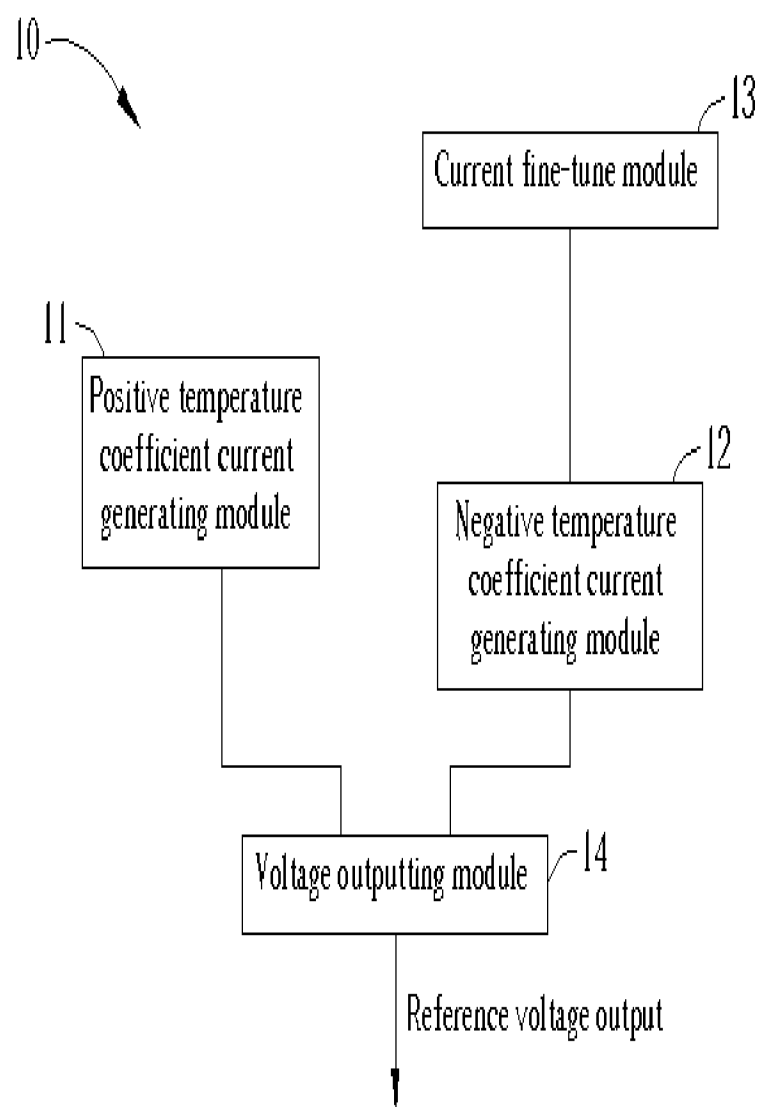 10
13
Current fine-tune module
11
Positive temperature
coefficient current
generating module
12
Negative temperature
coefficient current
generating module
Voltage outputting module
14
Reference voltage output